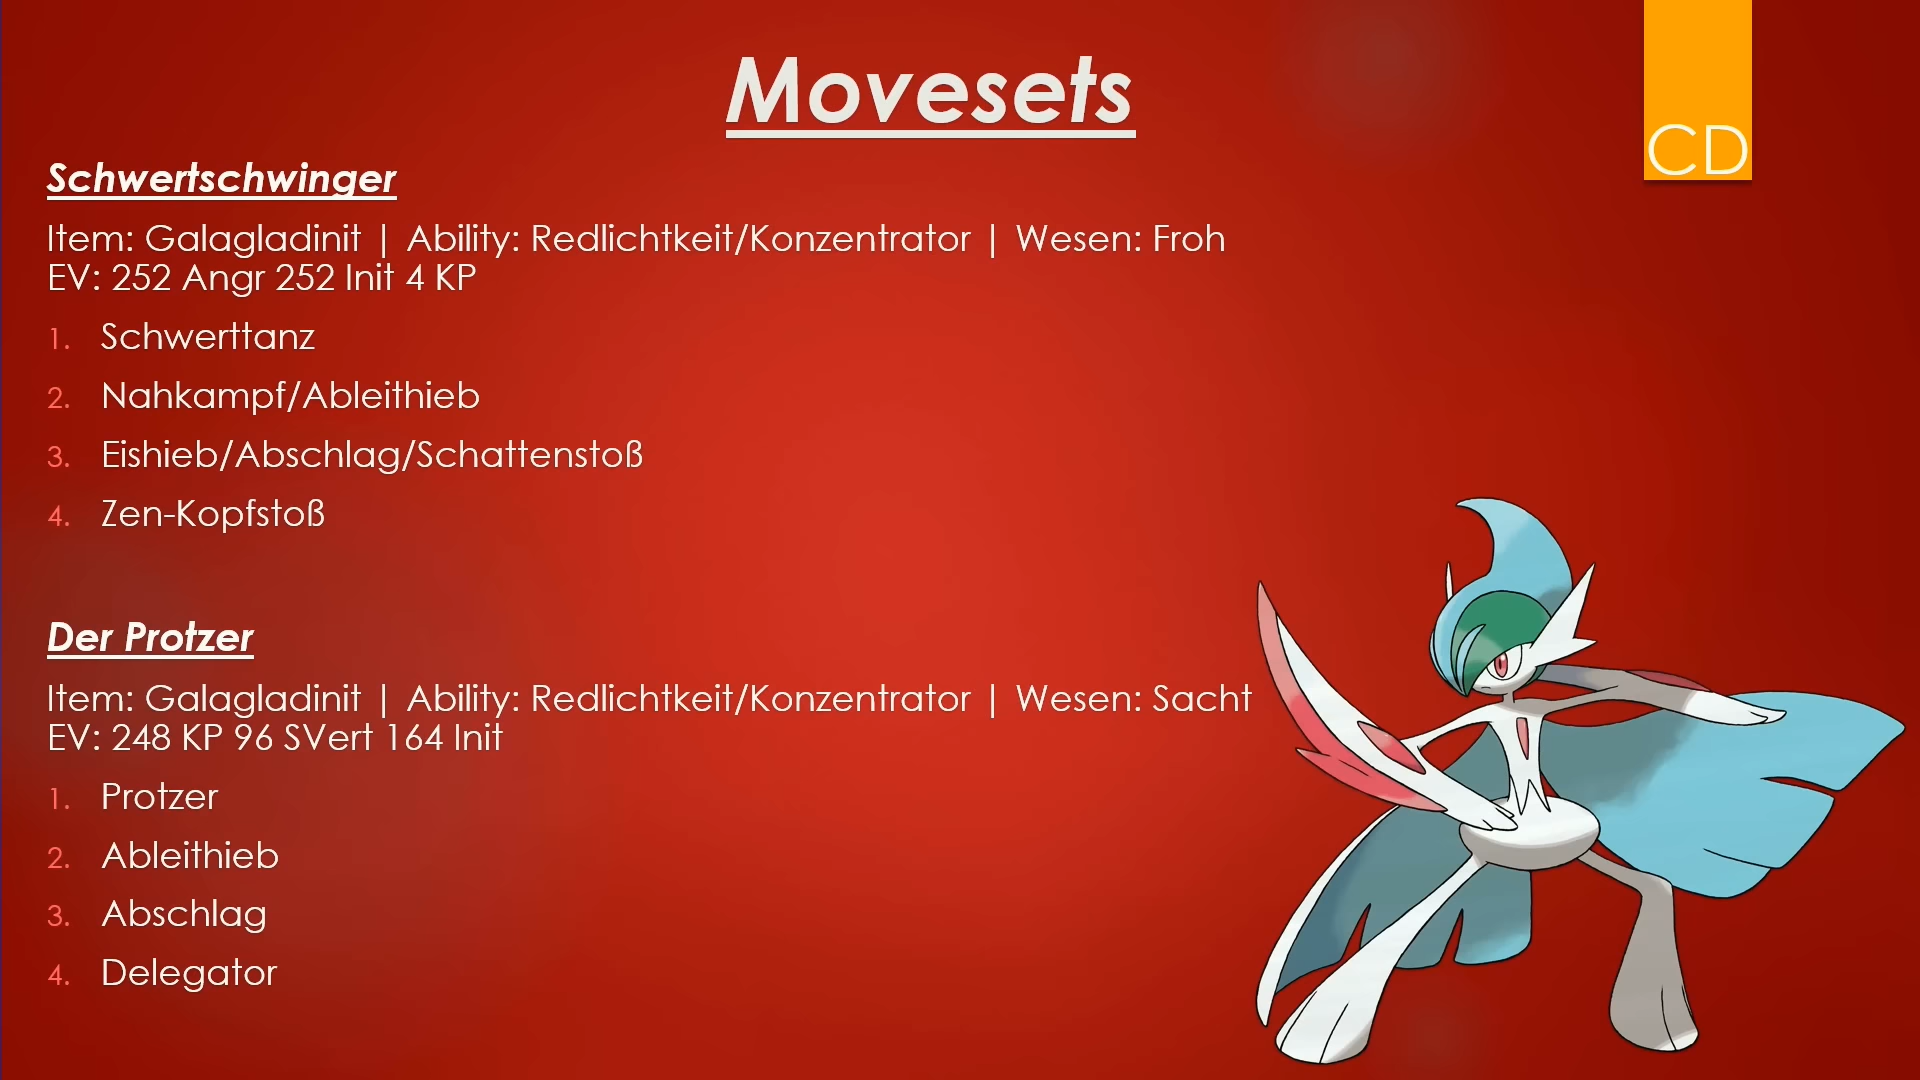 Movesets
CD
Schwertschwinger
Item: Galagladinit | Ability: Redlichtkeit/Konzentrator | Wesen: Froh
EV: 252 Angr 252 Init 4 KP
1. Schwerttanz
2. Nahkampf/Ableithieb
3. Eishieb/Abschlag/Schattenstoß
4. Zen-Kopfstoß
Der Protzer
Item: Galagladinit | Ability: Redlichtkeit/Konzentrator | Wesen: Sacht
EV: 248 KP 96 SVert 164 Init
1. Protzer
2. Ableithieb
3. Abschlag
4. Delegator